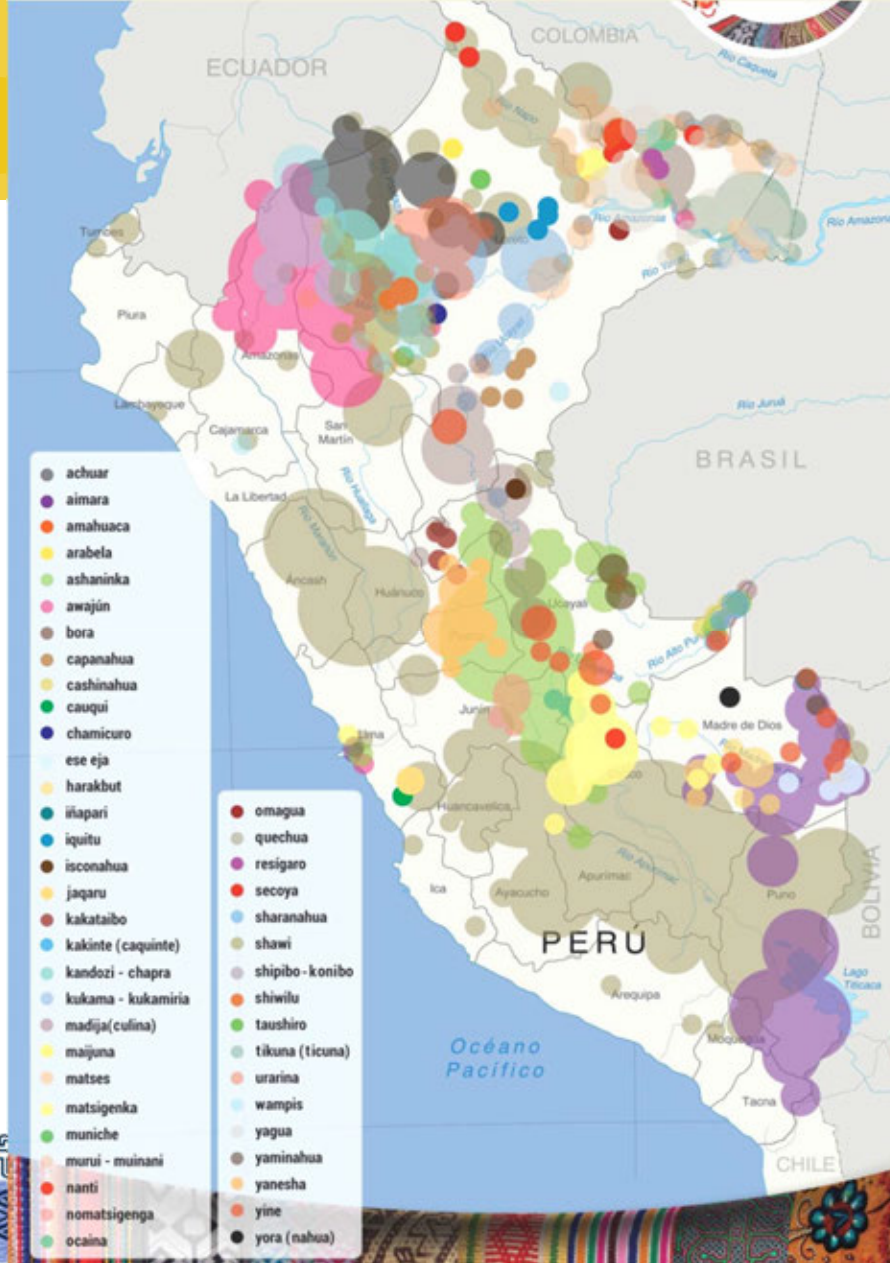 COLOMBIA
ECUADOR
Río Caquetá
Río Napo
Río Amazonas
Río Amazonas
Tumbes
Loreto
Piura
Amazonas
Río Ucayali
Lambayeque
Río Juruá
Cajamarca
San
Martín
BRASIL
Río Huallaga
La Libertad
Río Marañón
Áncash
Huánuco
Ucayali
Pasco
Río Alto Purús
Junín
Madre de Dios
Lima
Huancavelica
Río Apurímac
Apurímac
Ica
Ayacucho
Puno
BOLIVIA
PERÚ
Lago
Titicaca
Arequipa
Océano
Pacífico
Moquegua
Tacna
CHILE
achuar
aimara
amahuaca
arabela
ashaninka
awajún
bora
capanahua
cashinahua
cauqui
chamicuro
ese eja
harakbut
iñapari
iquitu
isconahua
jaqaru
kakataibo
kakinte (caquinte)
kandozi - chapra
kukama - kukamiria
madija(culina)
maijuna
matses
matsigenka
muniche
murui - muinani
nanti
nomatsigenga
ocaina
omagua
quechua
resígaro
secoya
sharanahua
shawi
shipibo-konibo
shiwilu
taushiro
tikuna (ticuna)
urarina
wampis
yagua
yaminahua
yanesha
yine
yora (nahua)